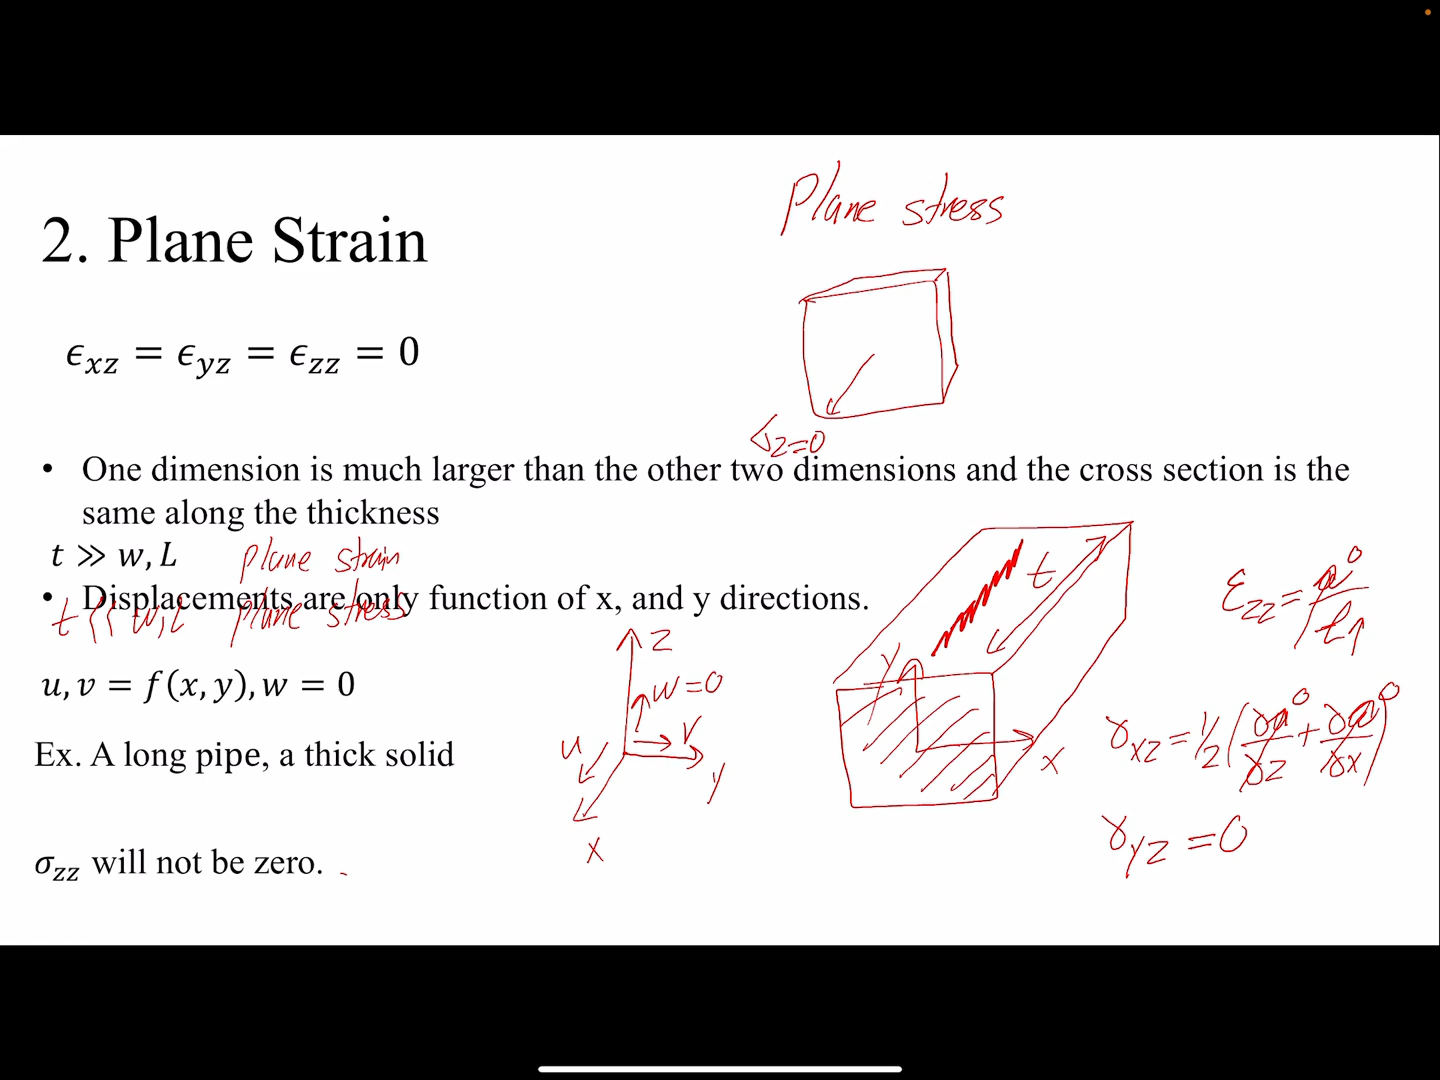 Plane stress
2. Plane Strain
ϵxz = ϵyz = ϵzz = 0
σz=0
• One dimension is much larger than the other two dimensions and the cross section is the
same along the thickness
t ≫ w, L plane strain
• Displacements are only function of x, and y directions.
t << w,L plane stress
u, v = f(x, y), w = 0
Ex. A long pipe, a thick solid
σzz will not be zero.
z
w=0
v
u
y
x
t
y
x
εzz =
t↑
γxz = 1/2
γyz = 0